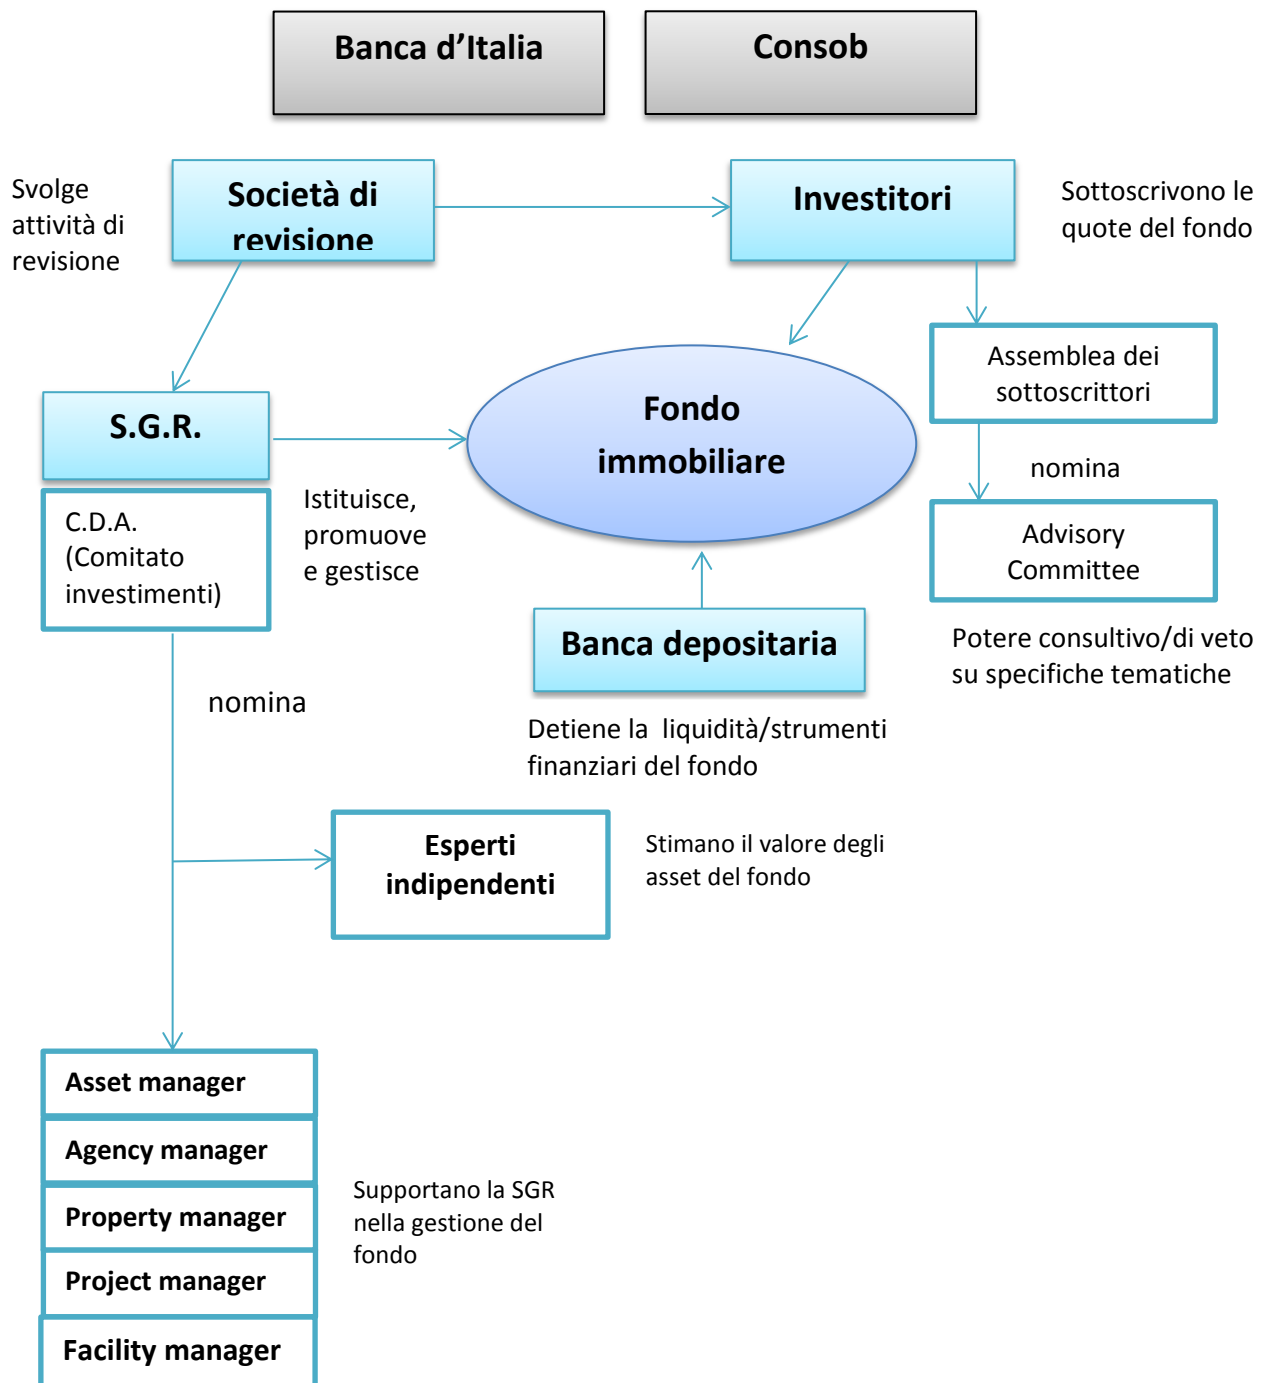 Banca d’Italia
Consob
Svolge
attività di
revisione
Società di
revisione
Investitori
Sottoscrivono le
quote del fondo
Assemblea dei
sottoscrittori
S.G.R.
Fondo
immobiliare
nomina
C.D.A.
(Comitato
investimenti)
Istituisce,
promuove
e gestisce
Advisory
Committee
Banca depositaria
Potere consultivo/di veto
su specifiche tematiche
nomina
Detiene la  liquidità/strumenti
finanziari del fondo
Esperti
indipendenti
Stimano il valore degli
asset del fondo
Asset manager
Agency manager
Property manager
Project manager
Facility manager
Supportano la SGR
nella gestione del
fondo